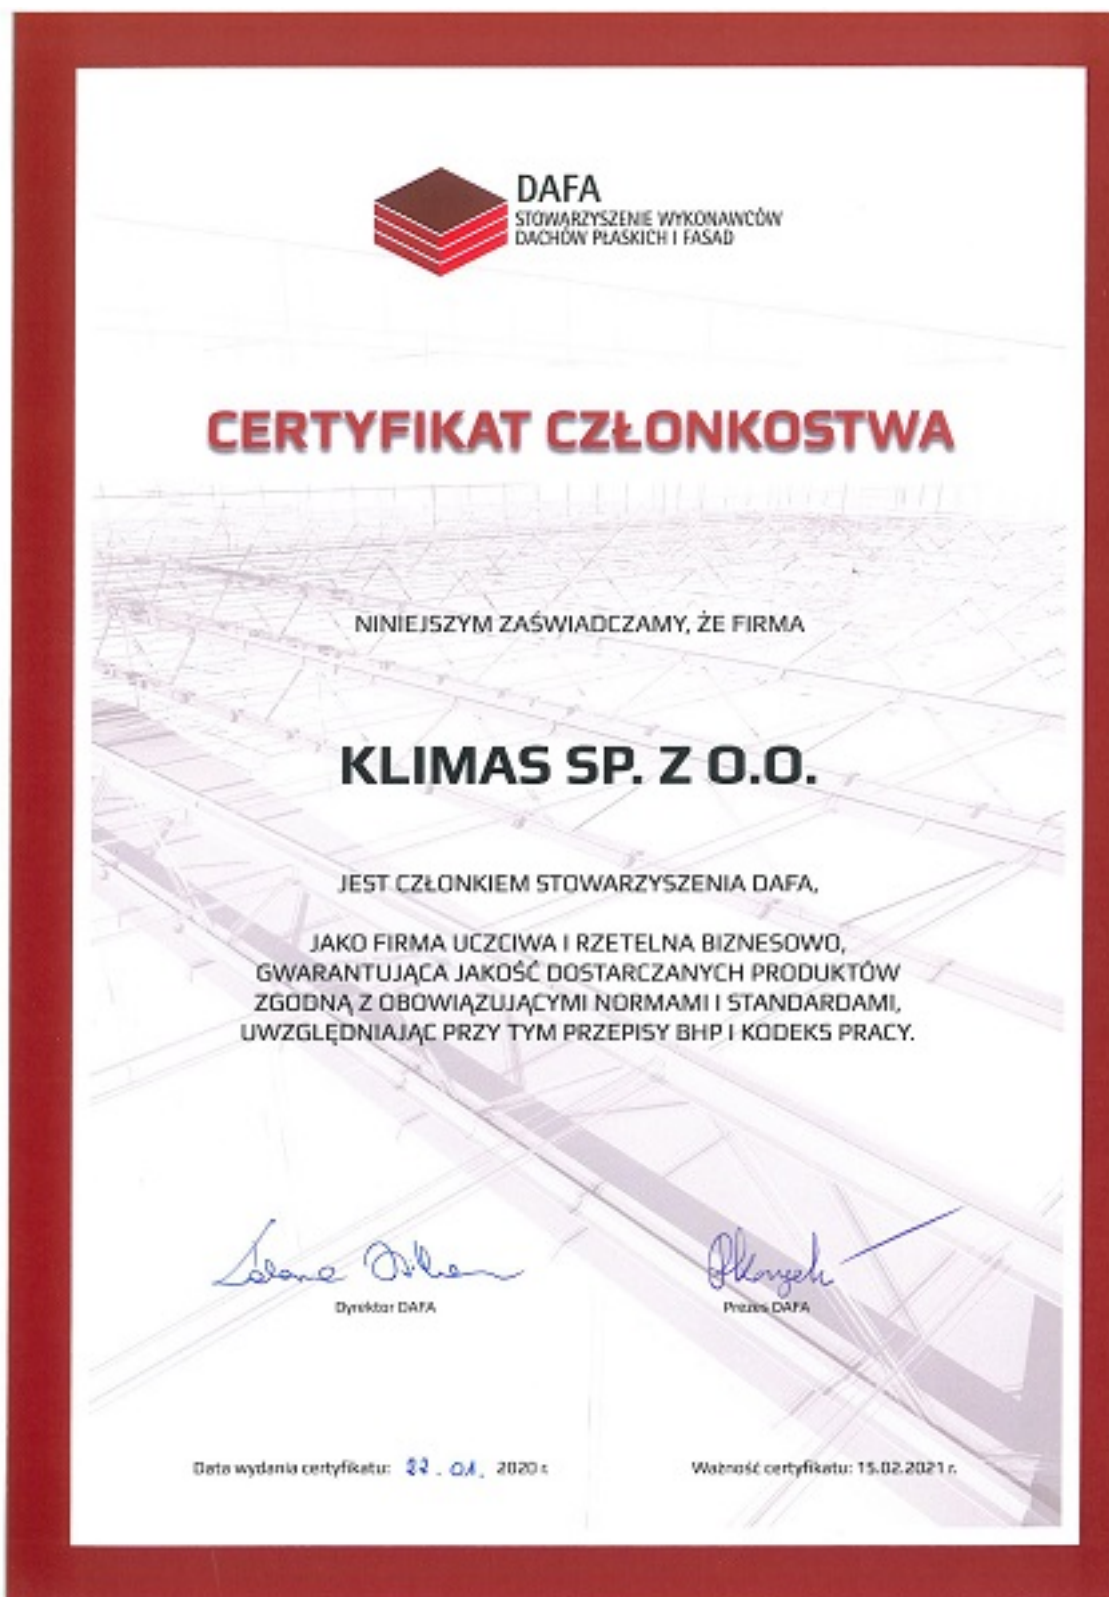 DAFA
STOWARZYSZENIE WYKONAWCÓW
DACHÓW PŁASKICH I FASAD
CERTYFIKAT CZŁONKOSTWA
NINIEJSZYM ZAŚWIADCZAMY, ŻE FIRMA
KLIMAS SP. Z O.O.
JEST CZŁONKIEM STOWARZYSZENIA DAFA,
JAKO FIRMA UCZCIWA I RZETELNA BIZNESOWO,
GWARANTUJĄCA JAKOŚĆ DOSTARCZANYCH PRODUKTÓW
ZGODNĄ Z OBOWIĄZUJĄCYMI NORMAMI I STANDARDAMI,
UWZGLĘDNIAJĄC PRZY TYM PRZEPISY BHP I KODEKS PRACY.
Dyrektor DAFA
Prezes DAFA
Data wydania certyfikatu: 22.01. 2020 r.
Ważność certyfikatu: 15.02.2021 r.